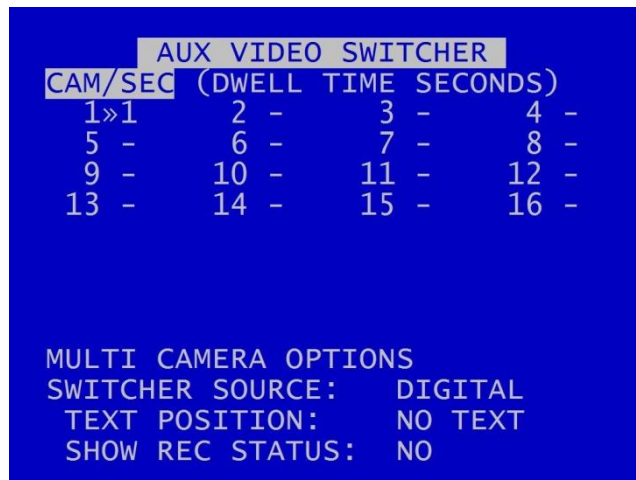 AUX VIDEO SWITCHER
CAM/SEC (DWELL TIME SECONDS)
1»1 2 - 3 - 4 -
5 - 6 - 7 - 8 -
9 - 10 - 11 - 12 -
13 - 14 - 15 - 16 -
MULTI CAMERA OPTIONS
SWITCHER SOURCE: DIGITAL
TEXT POSITION: NO TEXT
SHOW REC STATUS: NO